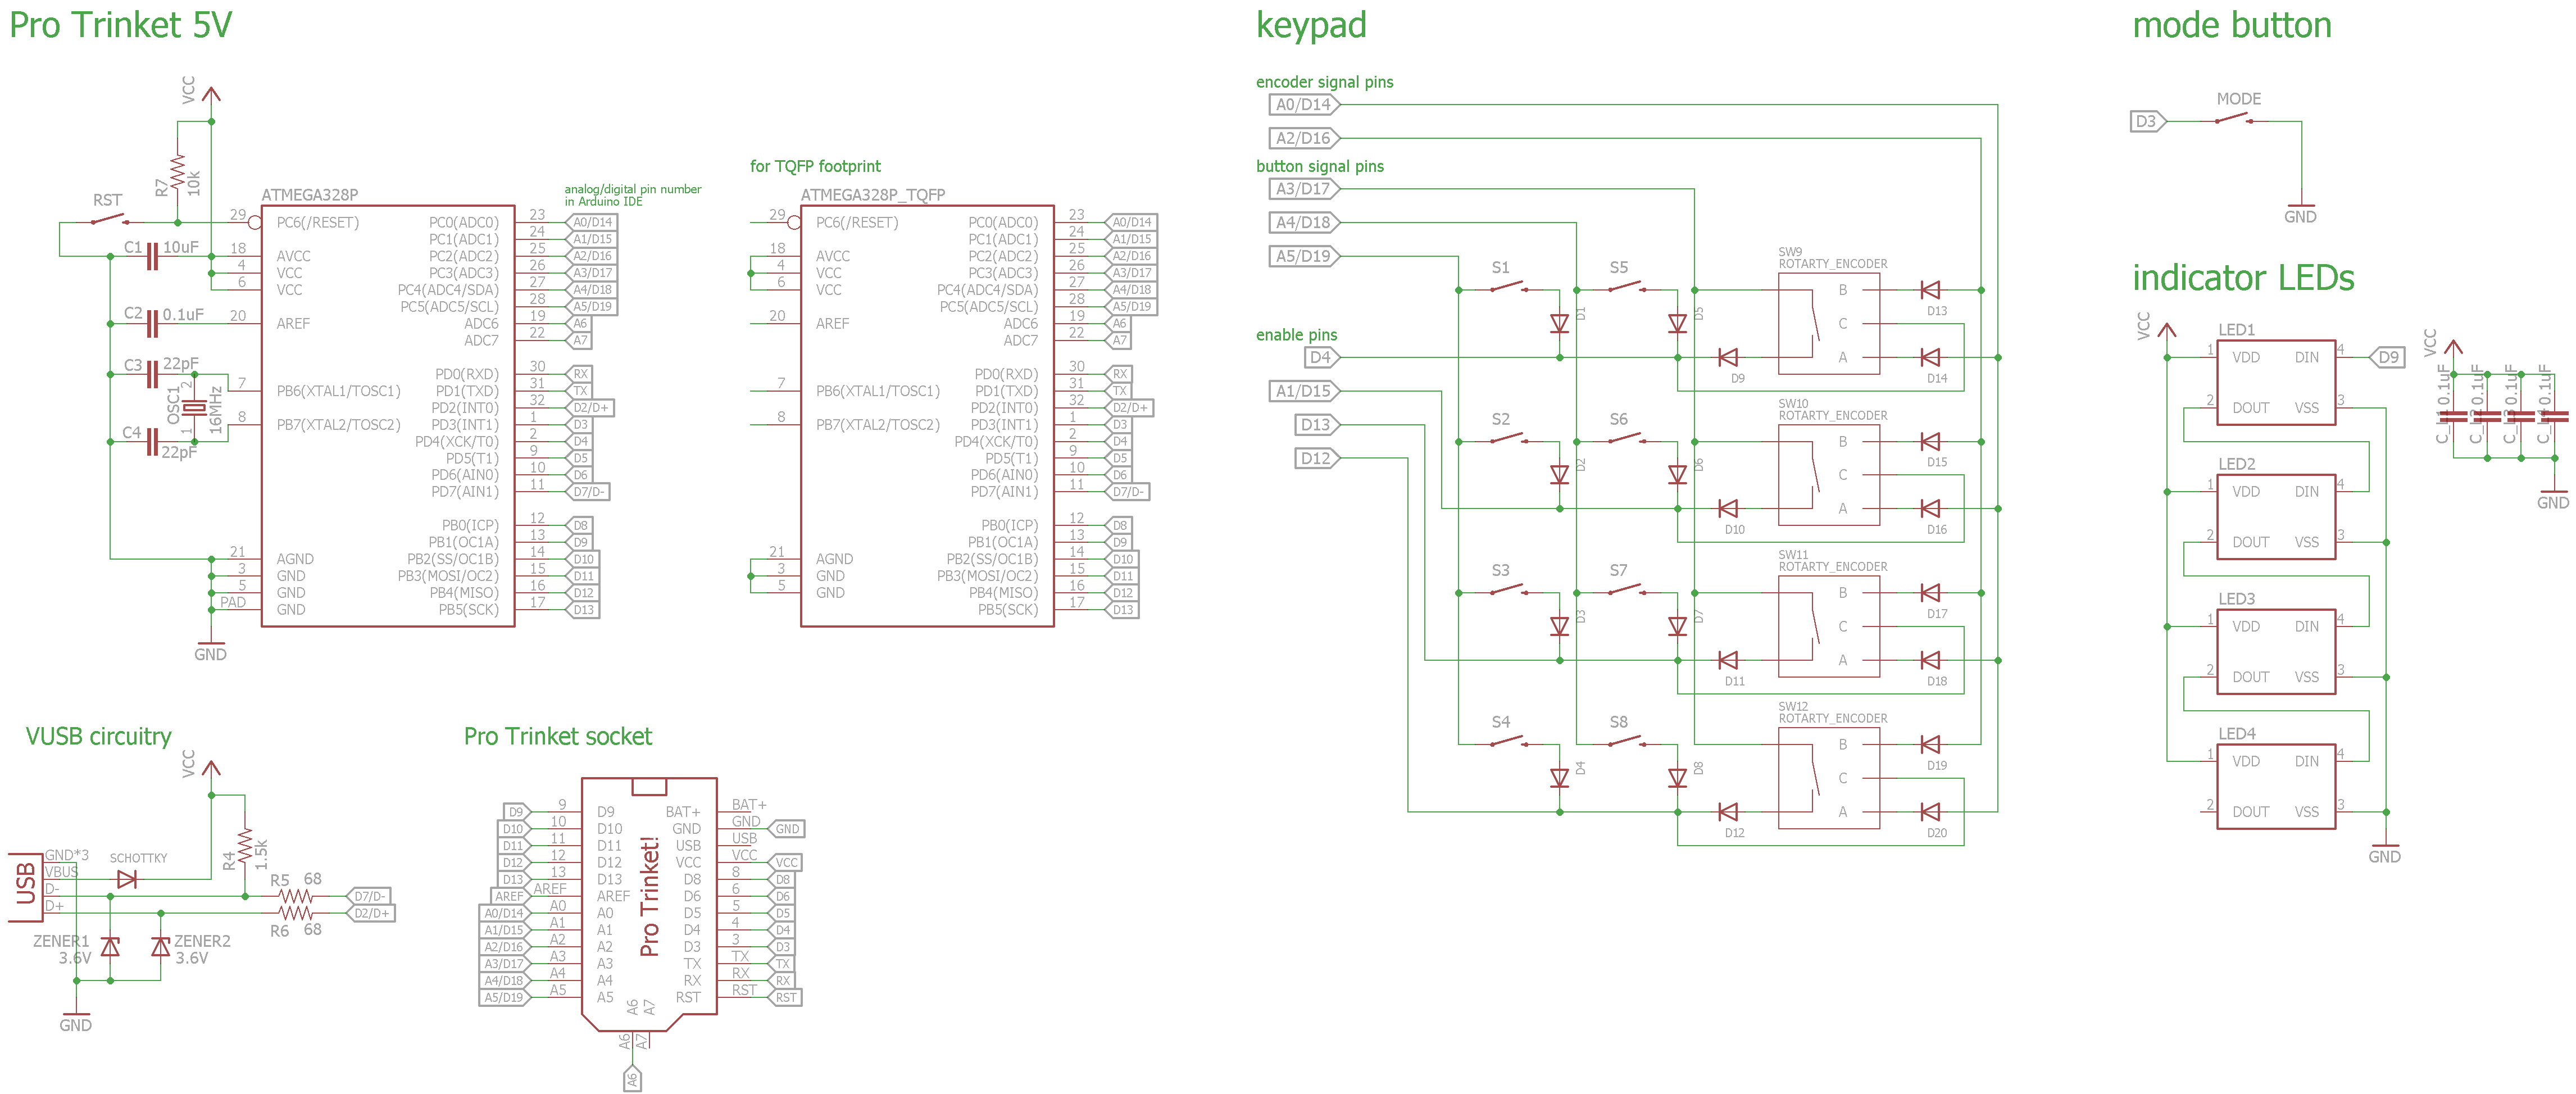 Pro Trinket 5V
VCC
R7
10k
RST
C1
10uF
C2
0.1uF
C3
22pF
C4
22pF
OSC1
16MHz
2
1
GND
ATMEGA328P
analog/digital pin number
in Arduino IDE
29 PC6(/RESET)
18 AVCC
4 VCC
6 VCC
20 AREF
7 PB6(XTAL1/TOSC1)
8 PB7(XTAL2/TOSC2)
21 AGND
3 GND
5 GND
PAD GND
PC0(ADC0) 23 A0/D14
PC1(ADC1) 24 A1/D15
PC2(ADC2) 25 A2/D16
PC3(ADC3) 26 A3/D17
PC4(ADC4/SDA) 27 A4/D18
PC5(ADC5/SCL) 28 A5/D19
ADC6 19 A6
ADC7 22 A7
PD0(RXD) 30 RX
PD1(TXD) 31 TX
PD2(INT0) 32 D2/D+
PD3(INT1) 1 D3
PD4(XCK/T0) 2 D4
PD5(T1) 9 D5
PD6(AIN0) 10 D6
PD7(AIN1) 11 D7/D-
PB0(ICP) 12 D8
PB1(OC1A) 13 D9
PB2(SS/OC1B) 14 D10
PB3(MOSI/OC2) 15 D11
PB4(MISO) 16 D12
PB5(SCK) 17 D13
for TQFP footprint
ATMEGA328P_TQFP
29 PC6(/RESET)
18 AVCC
4 VCC
6 VCC
20 AREF
7 PB6(XTAL1/TOSC1)
8 PB7(XTAL2/TOSC2)
21 AGND
3 GND
5 GND
PC0(ADC0) 23 A0/D14
PC1(ADC1) 24 A1/D15
PC2(ADC2) 25 A2/D16
PC3(ADC3) 26 A3/D17
PC4(ADC4/SDA) 27 A4/D18
PC5(ADC5/SCL) 28 A5/D19
ADC6 19 A6
ADC7 22 A7
PD0(RXD) 30 RX
PD1(TXD) 31 TX
PD2(INT0) 32 D2/D+
PD3(INT1) 1 D3
PD4(XCK/T0) 2 D4
PD5(T1) 9 D5
PD6(AIN0) 10 D6
PD7(AIN1) 11 D7/D-
PB0(ICP) 12 D8
PB1(OC1A) 13 D9
PB2(SS/OC1B) 14 D10
PB3(MOSI/OC2) 15 D11
PB4(MISO) 16 D12
PB5(SCK) 17 D13
VUSB circuitry
VCC
USB
GND*3
VBUS
D-
D+
SCHOTTKY
R4
1.5k
R5 68 D7/D-
R6 68 D2/D+
ZENER1
3.6V
ZENER2
3.6V
GND
Pro Trinket socket
Pro Trinket!
D9 9 D9
D10 10 D10
D11 11 D11
D12 12 D12
D13 13 D13
AREF AREF AREF
A0/D14 A0 A0
A1/D15 A1 A1
A2/D16 A2 A2
A3/D17 A3 A3
A4/D18 A4 A4
A5/D19 A5 A5
BAT+ BAT+
GND GND GND
USB USB
VCC VCC VCC
D8 8 D8
D6 6 D6
D5 5 D5
D4 4 D4
D3 3 D3
TX TX TX
RX RX RX
RST RST RST
A6 A7
A6 A7
A6
keypad
encoder signal pins
A0/D14
A2/D16
button signal pins
A3/D17
A4/D18
A5/D19
enable pins
D4
A1/D15
D13
D12
S1 S5
D1 D5
SW9
ROTARTY_ENCODER
B
C
A
D9
D13
D14
S2 S6
D2 D6
SW10
ROTARTY_ENCODER
B
C
A
D10
D15
D16
S3 S7
D3 D7
SW11
ROTARTY_ENCODER
B
C
A
D11
D17
D18
S4 S8
D4 D8
SW12
ROTARTY_ENCODER
B
C
A
D12
D19
D20
mode button
D3
MODE
GND
indicator LEDs
VCC
LED1
1 VDD DIN 4 D9
2 DOUT VSS 3
LED2
1 VDD DIN 4
2 DOUT VSS 3
LED3
1 VDD DIN 4
2 DOUT VSS 3
LED4
1 VDD DIN 4
2 DOUT VSS 3
GND
VCC
0.1uF
0.1uF
0.1uF
0.1uF
GND